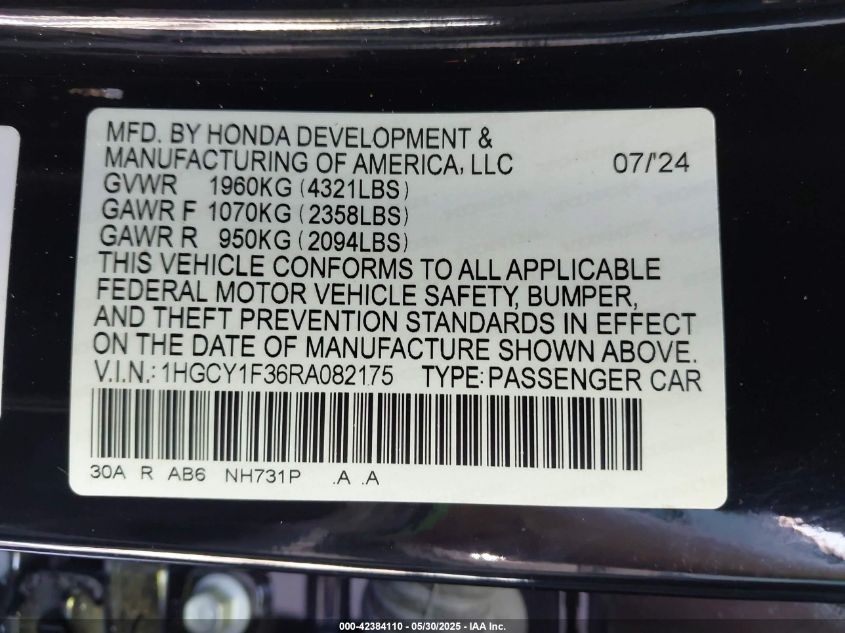 MFD. BY HONDA DEVELOPMENT &
MANUFACTURING OF AMERICA, LLC 07/'24
GVWR 1960KG (4321LBS)
GAWR F 1070KG (2358LBS)
GAWR R 950KG (2094LBS)
THIS VEHICLE CONFORMS TO ALL APPLICABLE
FEDERAL MOTOR VEHICLE SAFETY, BUMPER,
AND THEFT PREVENTION STANDARDS IN EFFECT
ON THE DATE OF MANUFACTURE SHOWN ABOVE.
V.I.N.: 1HGCY1F36RA082175 TYPE: PASSENGER CAR
30A R AB6 NH731P .A .A
000-42384110 - 05/30/2025 - IAA Inc.